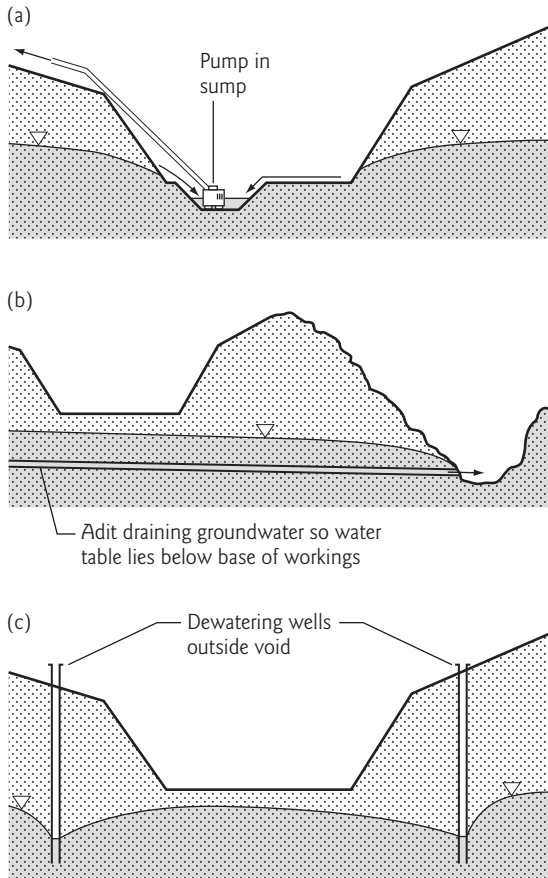 (a)
Pump in
sump
(b)
Adit draining groundwater so water
table lies below base of workings
(c)
Dewatering wells
outside void